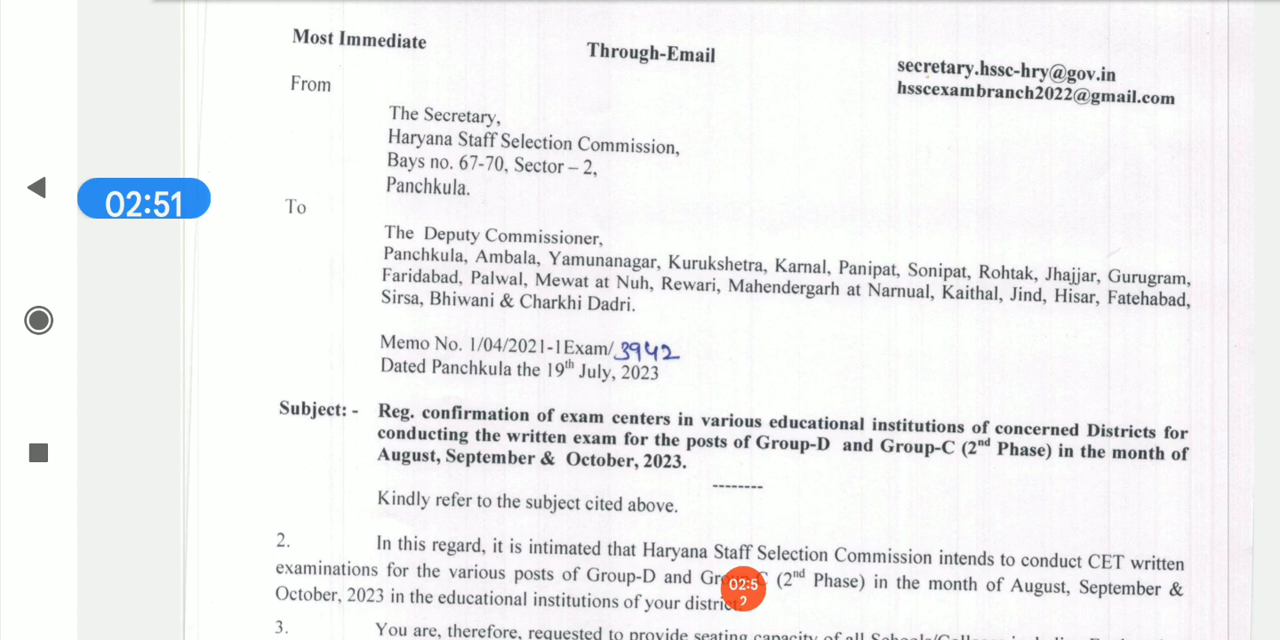 Most Immediate
Through-Email
secretary.hssc-hry@gov.in
hsscexambranch2022@gmail.com
From
The Secretary,
Haryana Staff Selection Commission,
Bays no. 67-70, Sector – 2,
Panchkula.
02:51
To
The Deputy Commissioner,
Panchkula, Ambala, Yamunanagar, Kurukshetra, Karnal, Panipat, Sonipat, Rohtak, Jhajjar, Gurugram,
Faridabad, Palwal, Mewat at Nuh, Rewari, Mahendergarh at Narnual, Kaithal, Jind, Hisar, Fatehabad,
Sirsa, Bhiwani & Charkhi Dadri.
Memo No. 1/04/2021-1Exam/3942
Dated Panchkula the 19th July, 2023
Subject: - Reg. confirmation of exam centers in various educational institutions of concerned Districts for
conducting the written exam for the posts of Group-D and Group-C (2nd Phase) in the month of
August, September & October, 2023.
--------
Kindly refer to the subject cited above.
2. In this regard, it is intimated that Haryana Staff Selection Commission intends to conduct CET written
examinations for the various posts of Group-D and (2nd Phase) in the month of August, September &
October, 2023 in the educational institutions of your
02:5
2
3. You are, therefore, requested to provide seating capacity of all